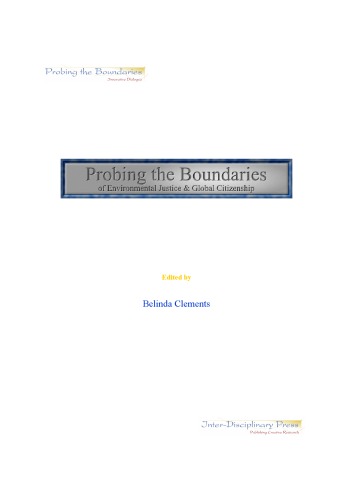 Probing the Boundaries
Interactive Dialogues
Probing the Boundaries
of Environmental Justice & Global Citizenship
Edited by
Belinda Clements
Inter-Disciplinary Press
Publishing Creative Research